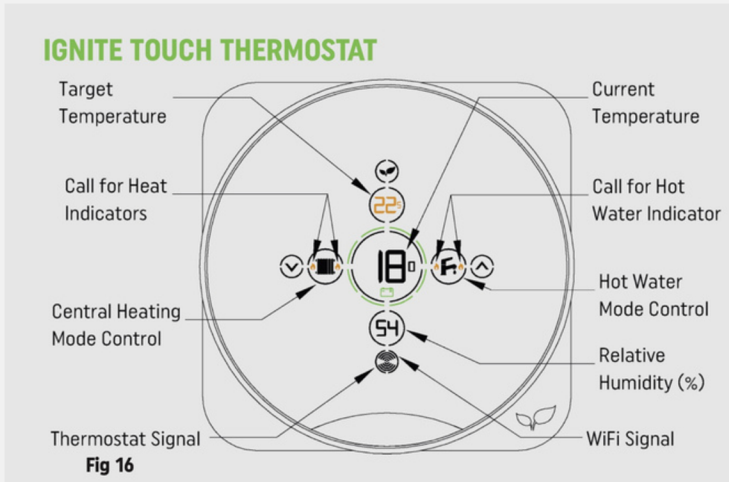 IGNITE TOUCH THERMOSTAT
Target
Temperature
Current
Temperature
Call for Heat
Indicators
Call for Hot
Water Indicator
22°
18.0
54
Central Heating
Mode Control
Hot Water
Mode Control
Relative
Humidity (%)
Thermostat Signal
WiFi Signal
Fig 16